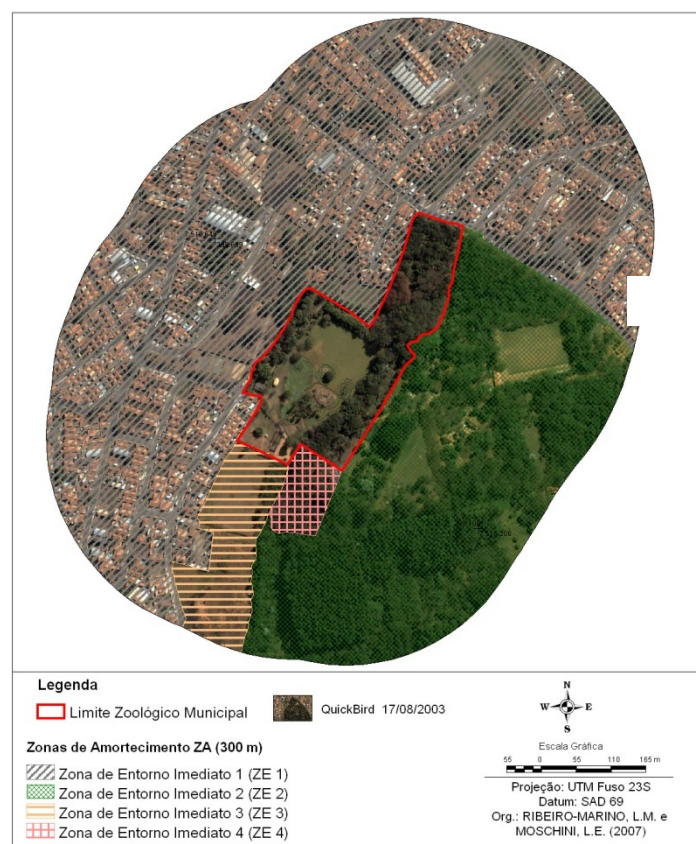 Legenda
Limite Zoológico Municipal
QuickBird 17/08/2003
Zonas de Amortecimento ZA (300 m)
Zona de Entorno Imediato 1 (ZE 1)
Zona de Entorno Imediato 2 (ZE 2)
Zona de Entorno Imediato 3 (ZE 3)
Zona de Entorno Imediato 4 (ZE 4)
N
W E
S
Escala Gráfica
55 0 55 110 165 m
Projeção: UTM Fuso 23S
Datum: SAD 69
Org.: RIBEIRO-MARINO, L.M. e
MOSCHINI, L.E. (2007)